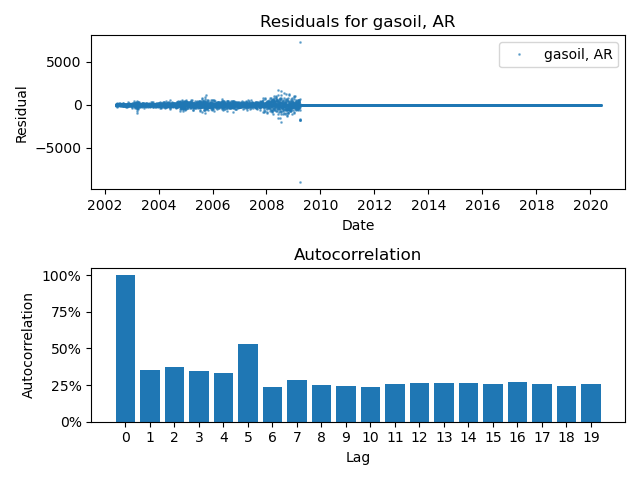 Residuals for gasoil, AR
Residual
5000
0
−5000
gasoil, AR
2002 2004 2006 2008 2010 2012 2014 2016 2018 2020
Date
Autocorrelation
Autocorrelation
100%
75%
50%
25%
0%
0 1 2 3 4 5 6 7 8 9 10 11 12 13 14 15 16 17 18 19
Lag